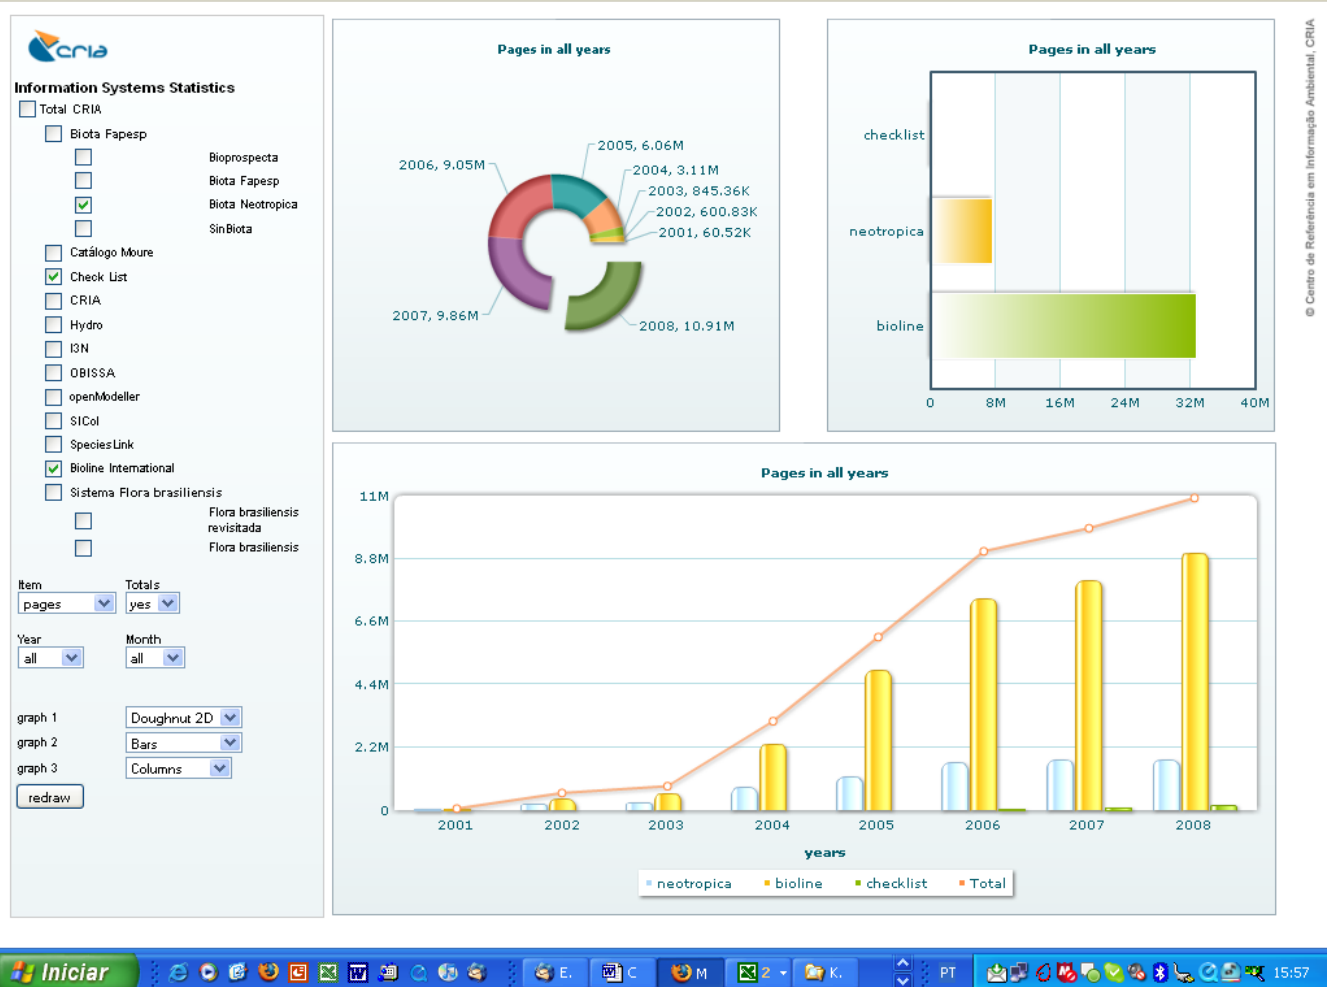 cria
Information Systems Statistics
Total CRIA
Biota Fapesp
Bioprospecta
Biota Fapesp
Biota Neotropica
SinBiota
Catálogo Moure
Check List
CRIA
Hydro
I3N
OBISSA
openModeller
SICol
SpeciesLink
Bioline International
Sistema Flora brasiliensis
Flora brasiliensis
revisitada
Flora brasiliensis
Item Totals
pages yes
Year Month
all all
graph 1 Doughnut 2D
graph 2 Bars
graph 3 Columns
redraw
Pages in all years
2005, 6.06M
2006, 9.05M
2004, 3.11M
2003, 845.36K
2002, 600.83K
2001, 60.52K
2007, 9.86M
2008, 10.91M
Pages in all years
checklist
neotropica
bioline
0 8M 16M 24M 32M 40M
© Centro de Referência em Informação Ambiental, CRIA
Pages in all years
11M
8.8M
6.6M
4.4M
2.2M
0
2001 2002 2003 2004 2005 2006 2007 2008
years
neotropica bioline checklist Total
Iniciar E. C M 2 K. PT 15:57